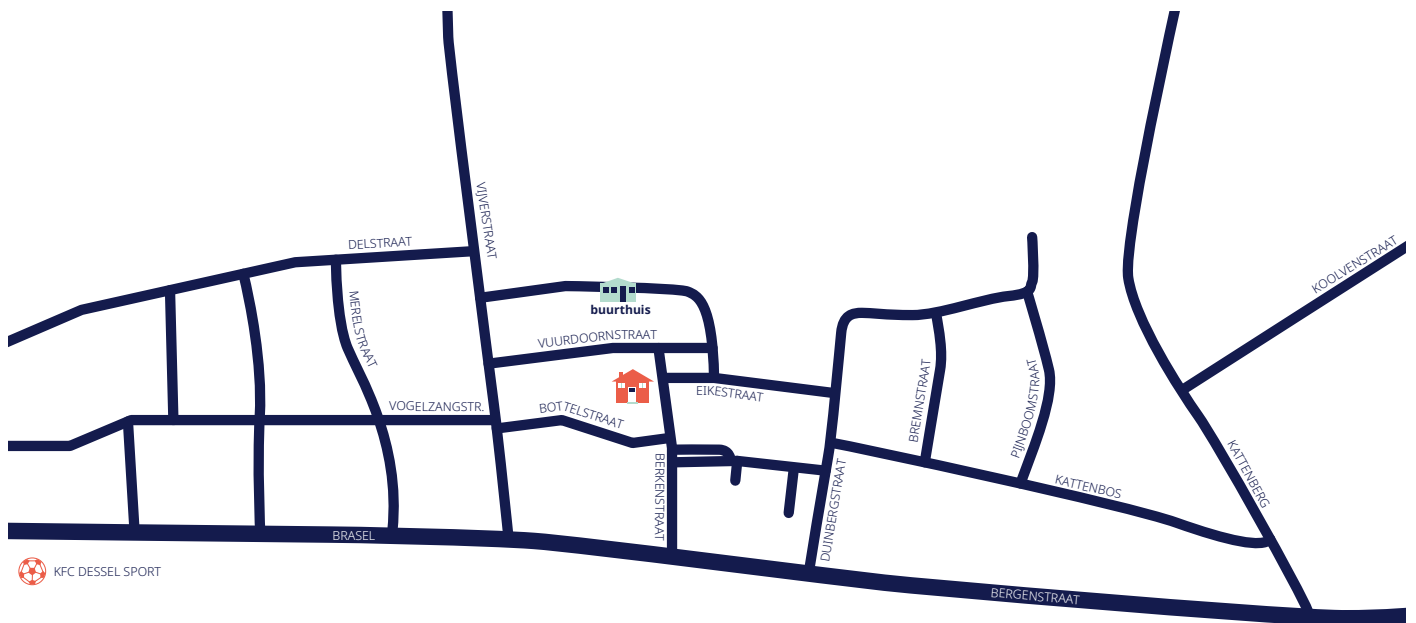 VIJVERSTRAAT
DELSTRAAT
KOOLVENSTRAAT
MERELSTRAAT
buurthuis
VUURDOORNSTRAAT
EIKESTRAAT
BREMNSTRAAT
PIJNBOOMSTRAAT
VOGELZANGSTR.
BOTTELSTRAAT
BERKENSTRAAT
DUINBERGSTRAAT
KATTENBOS
KATTENBERG
BRASEL
KFC DESSEL SPORT
BERGENSTRAAT